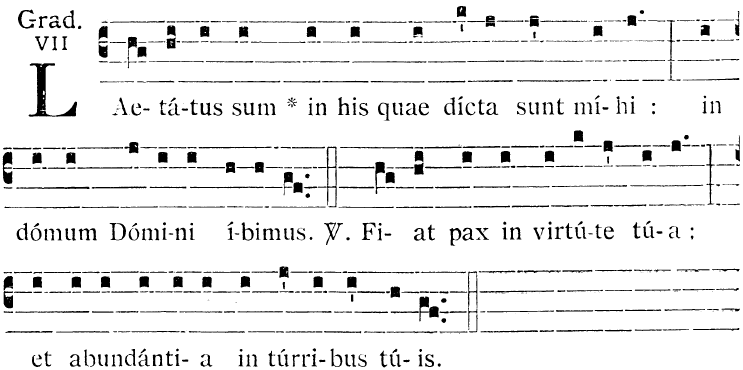 Grad.
VII
LAe- tá-tus sum * in his quae dícta sunt mí-hi : in
dómum Dómi-ni í-bimus. ℣. Fi- at pax in virtú-te tú-a :
et abundánti- a in túrri-bus tú- is.